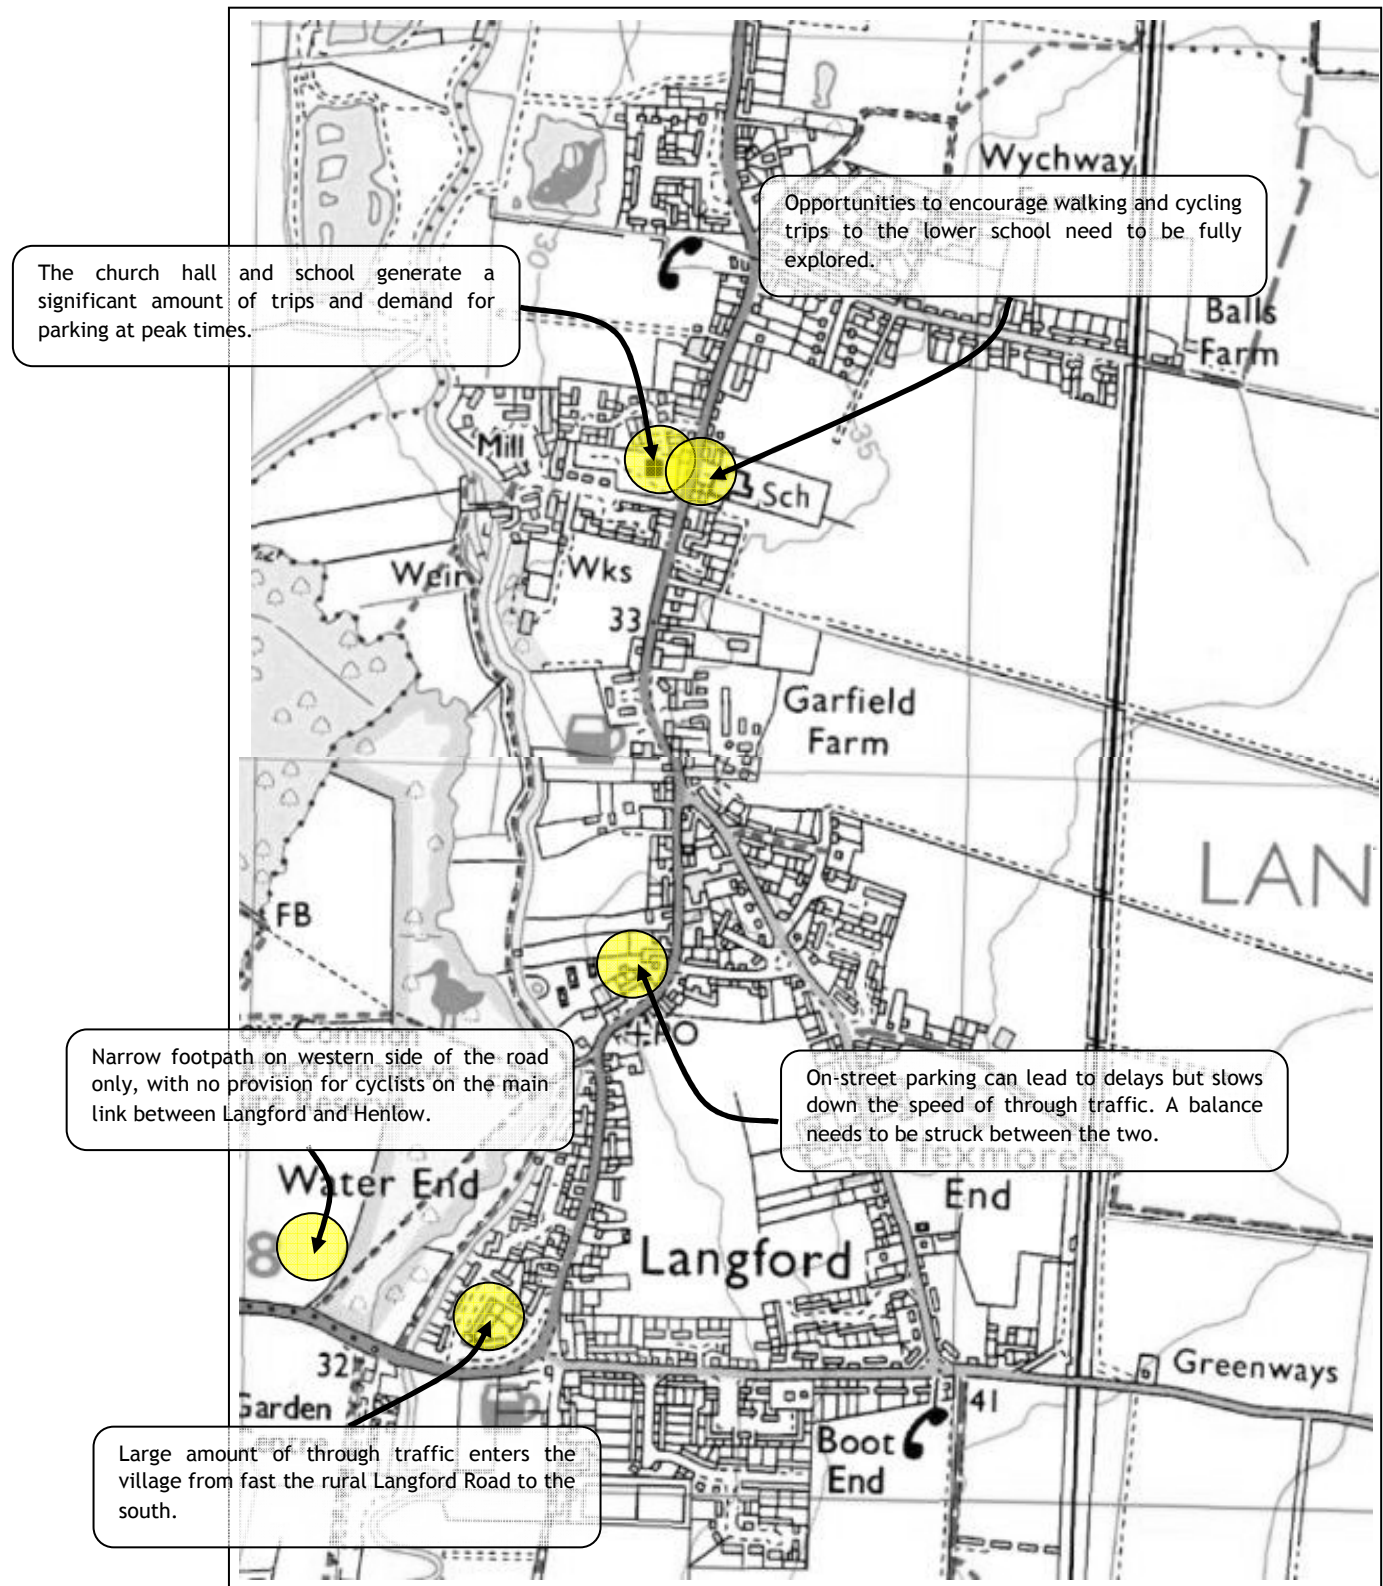 Wychway
Opportunities to encourage walking and cycling
trips to the lower school need to be fully
explored.
30
The church hall and school generate a
significant amount of trips and demand for
parking at peak times.
Balls
Farm
35
Mill
Sch
Weir
Wks
33
Garfield
Farm
LAN
FB
PO
Narrow footpath on western side of the road
only, with no provision for cyclists on the main
link between Langford and Henlow.
On-street parking can lead to delays but slows
down the speed of through traffic. A balance
needs to be struck between the two.
Hexmore
End
Water End
8
Langford
32
Greenways
Garden
41
Boot
End
Large amount of through traffic enters the
village from fast the rural Langford Road to the
south.